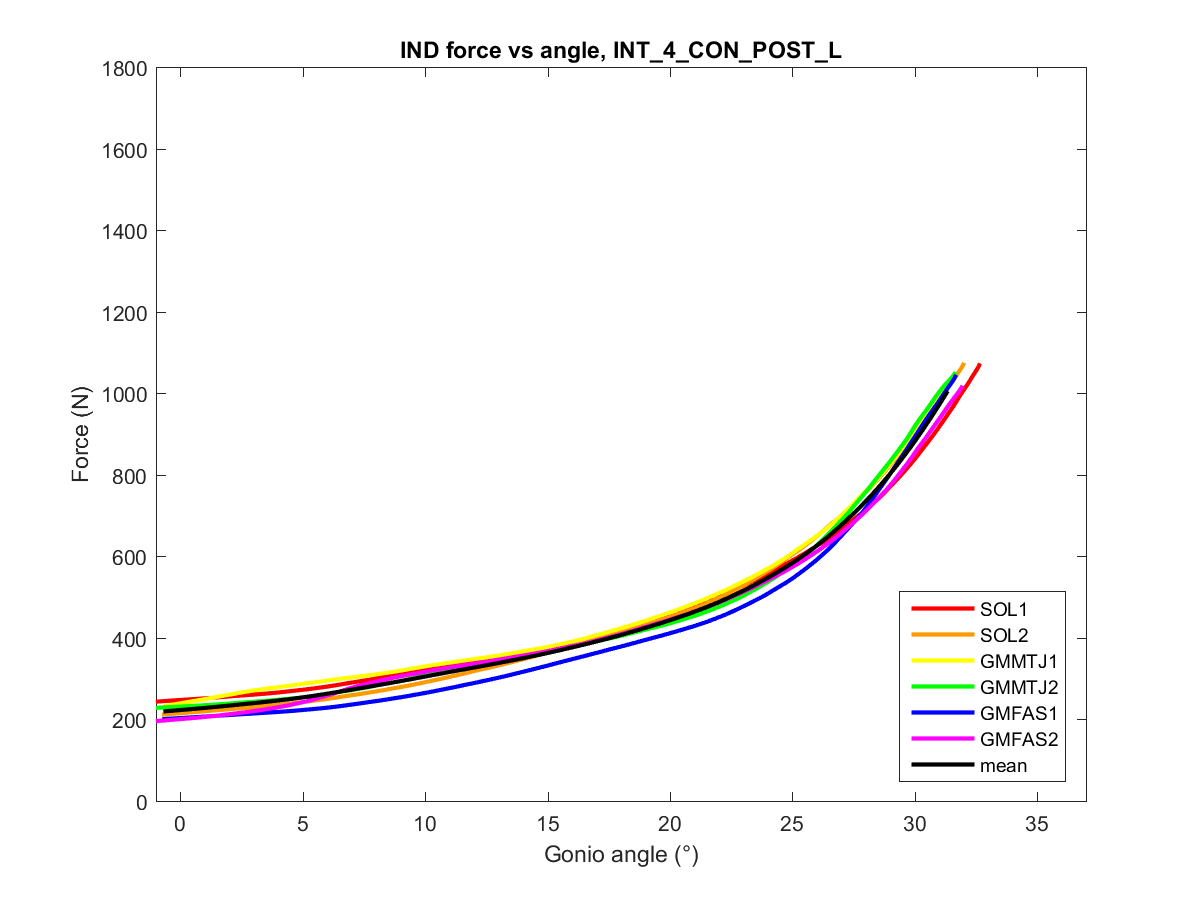 IND force vs angle, INT_4_CON_POST_L
1800
1600
1400
1200
1000
800
600
400
200
0
Force (N)
0 5 10 15 20 25 30 35
Gonio angle (°)
SOL1
SOL2
GMMTJ1
GMMTJ2
GMFAS1
GMFAS2
mean